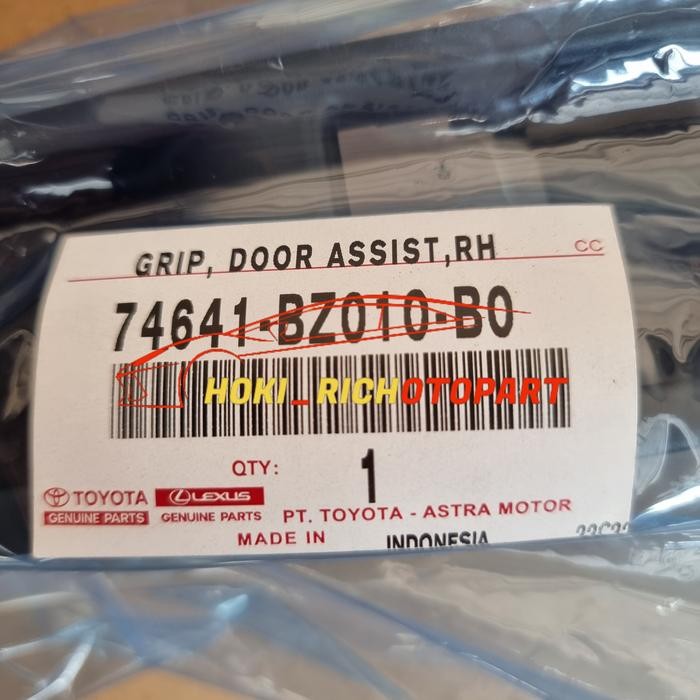 GRIP, DOOR ASSIST,RH
CC
74641-BZ010-B0
HOKI_RICHOTOPART
QTY: 1
TOYOTA
GENUINE PARTS
LEXUS
GENUINE PARTS
PT. TOYOTA - ASTRA MOTOR
MADE IN INDONESIA